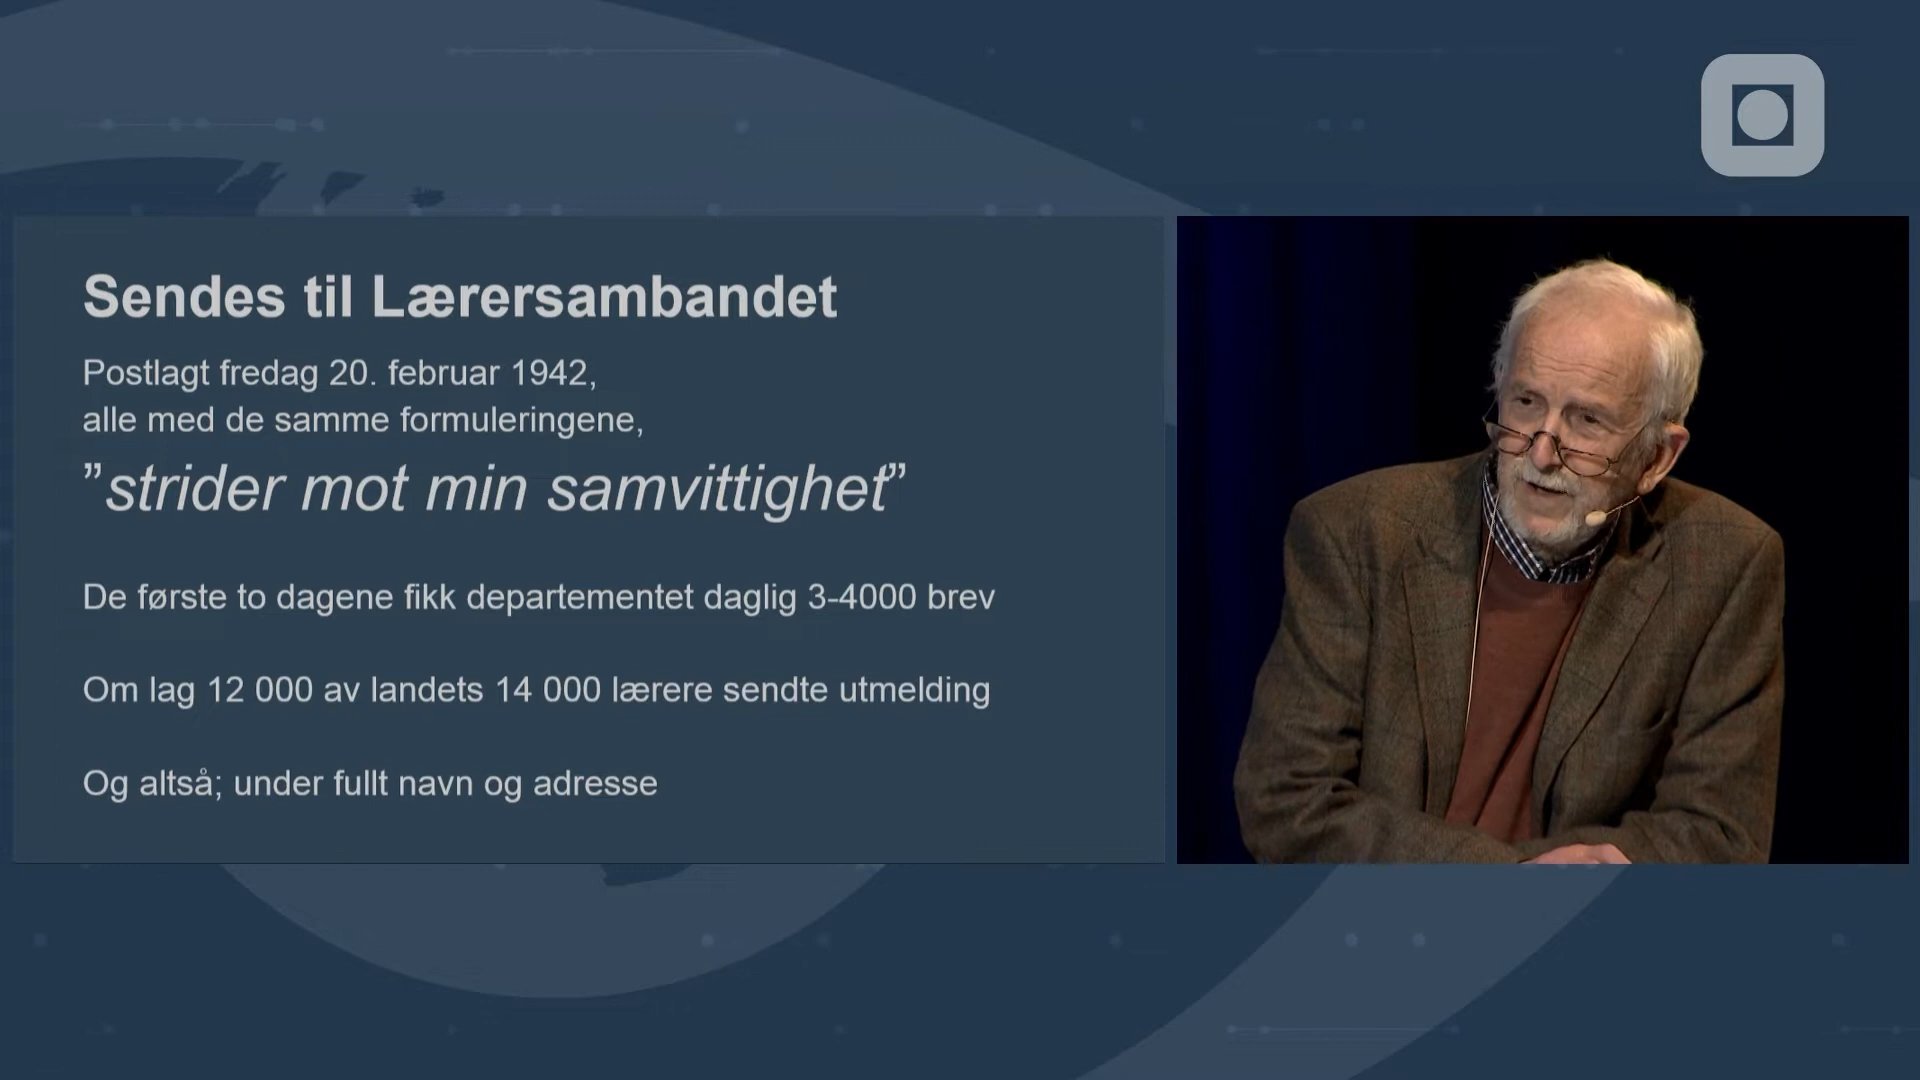 Sendes til Lærersambandet
Postlagt fredag 20. februar 1942,
alle med de samme formuleringene,
”strider mot min samvittighet”
De første to dagene fikk departementet daglig 3-4000 brev
Om lag 12 000 av landets 14 000 lærere sendte utmelding
Og altså; under fullt navn og adresse